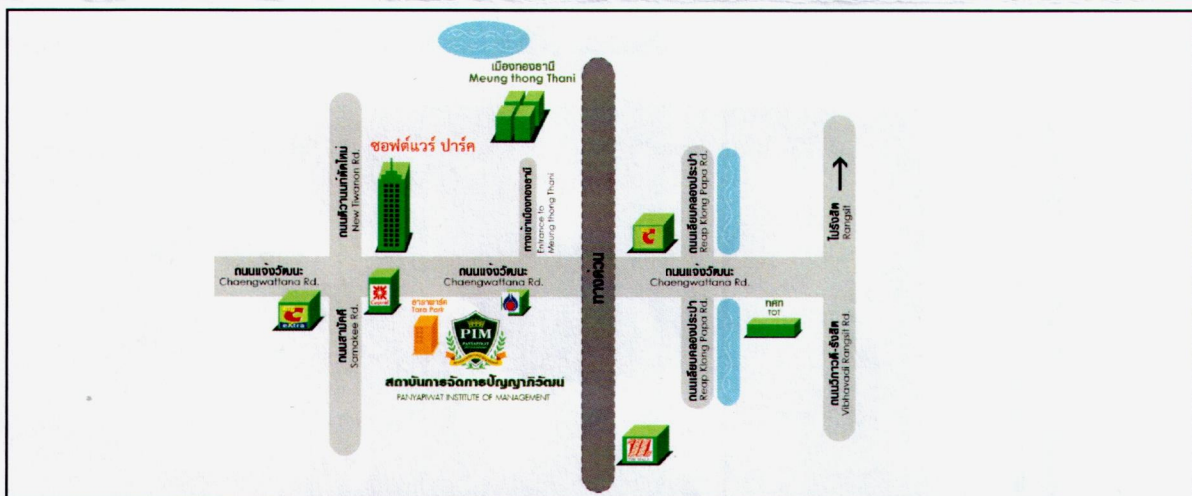 เมืองทองธานี
Meung thong Thani
ซอฟต์แวร์ ปาร์ค
ถนนติวานนท์ตัดใหม่
New Tiwanon Rd.
ทางเข้าเมืองทองธานี
Entrance to
Meung thong Thani
ทางด่วน
ถนนเลียบคลองประปา
Reap Klong Papa Rd.
ไปรังสิต
Rangsit
ถนนแจ้งวัฒนะ
Chaengwattana Rd.
ถนนแจ้งวัฒนะ
Chaengwattana Rd.
ถนนแจ้งวัฒนะ
Chaengwattana Rd.
eXtra
Central
ธาราพาร์ค
Tara Park
PIM
ถนนสามัคคี
Samakee Rd.
ถนนเลียบคลองประปา
Reap Klong Papa Rd.
ทศท
TOT
ถนนวิภาวดี-รังสิต
Vibhavadi Rangsit Rd.
สถาบันการจัดการปัญญาภิวัฒน์
PANYAPIWAT INSTITUTE OF MANAGEMENT